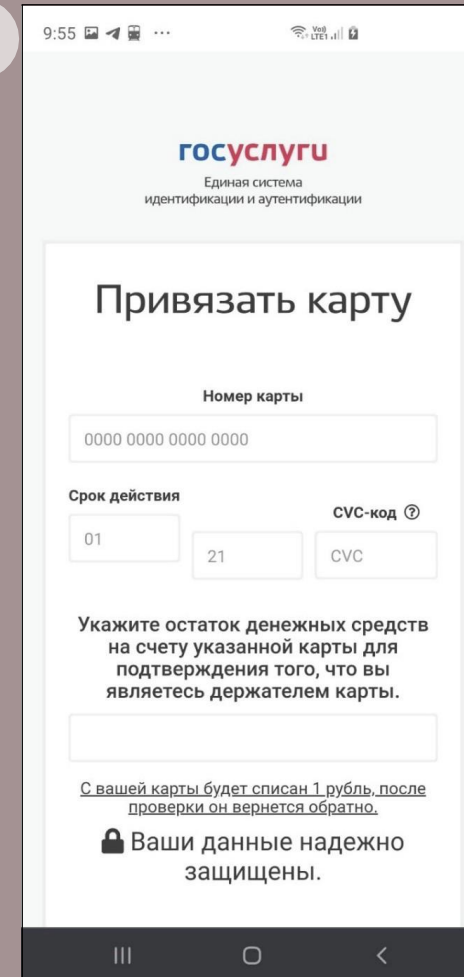 9:55
Vo))
LTE1
госуслуги
Единая система
идентификации и аутентификации
Привязать карту
Номер карты
0000 0000 0000 0000
Срок действия
CVC-код
01
21
CVC
Укажите остаток денежных средств
на счету указанной карты для
подтверждения того, что вы
являетесь держателем карты.
С вашей карты будет списан 1 рубль, после
проверки он вернется обратно.
Ваши данные надежно
защищены.